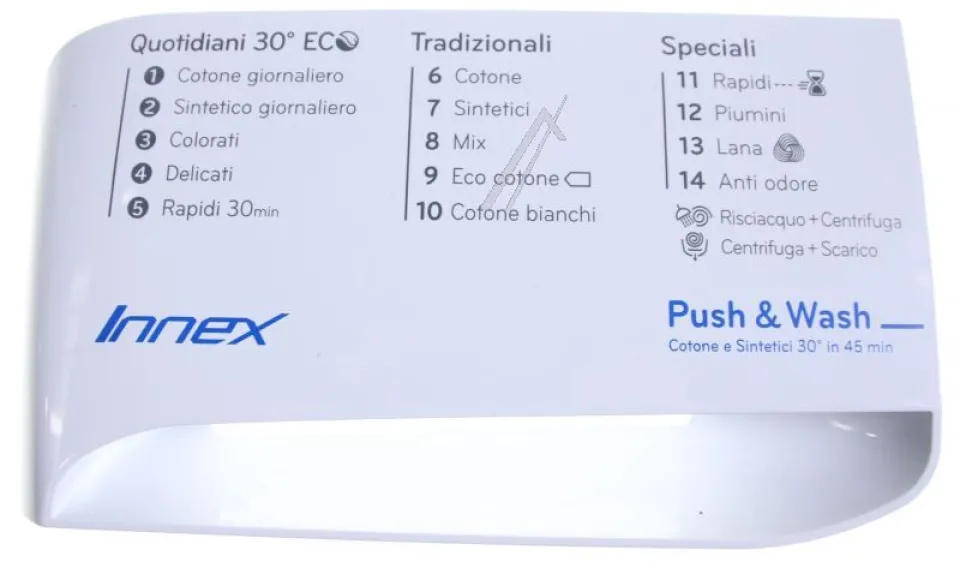 Quotidiani 30° ECO
1 Cotone giornaliero
2 Sintetico giornaliero
3 Colorati
4 Delicati
5 Rapidi 30min
Tradizionali
6 Cotone
7 Sintetici
8 Mix
9 Eco cotone
10 Cotone bianchi
Speciali
11 Rapidi---
12 Piumini
13 Lana
14 Anti odore
Risciacquo + Centrifuga
Centrifuga + Scarico
Innex
Push & Wash
Cotone e Sintetici 30° in 45 min